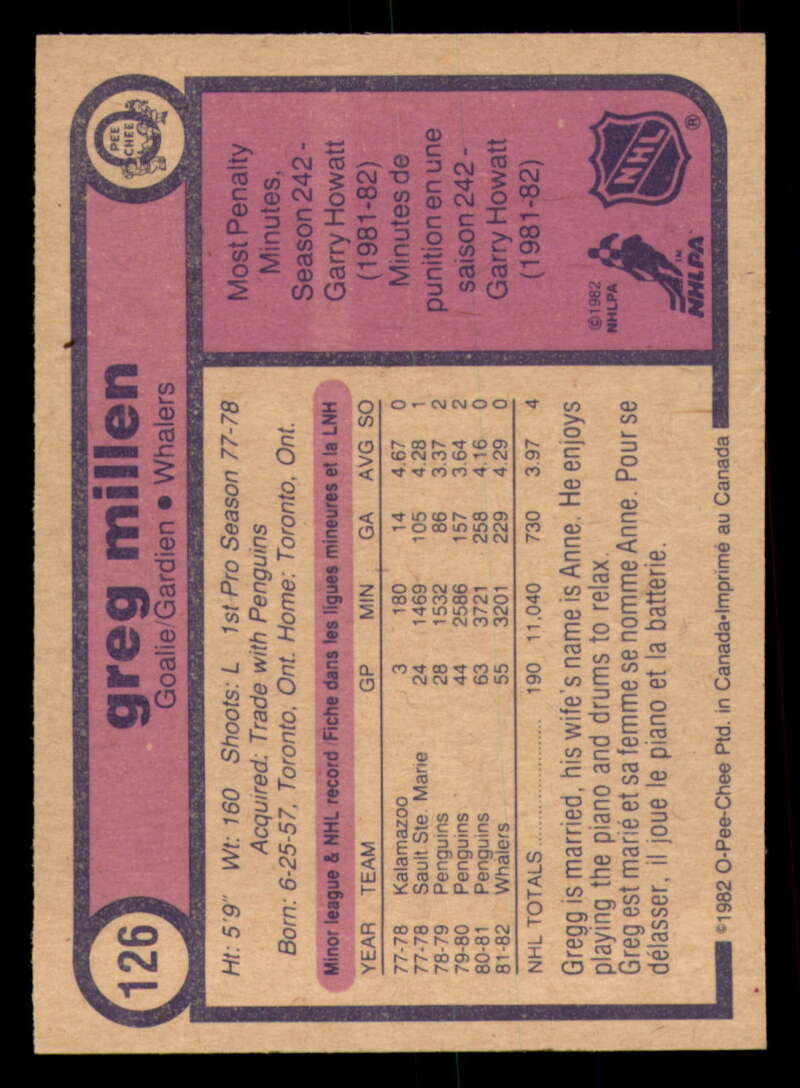 126
greg millen
Goalie/Gardien • Whalers
O
PEE
CHEE
Ht: 5'9" Wt: 160 Shoots: L 1st Pro Season 77-78
Acquired: Trade with Penguins
Born: 6-25-57, Toronto, Ont. Home: Toronto, Ont.
Minor league & NHL record/Fiche dans les ligues mineures et la LNH
YEAR TEAM GP MIN GA AVG SO
77-78 Kalamazoo 3 180 14 4.67 0
77-78 Sault Ste. Marie 24 1469 105 4.28 1
78-79 Penguins 28 1532 86 3.37 2
79-80 Penguins 44 2586 157 3.64 2
80-81 Penguins 63 3721 258 4.16 0
81-82 Whalers 55 3201 229 4.29 0
NHL TOTALS .................... 190 11,040 730 3.97 4
Gregg is married, his wife's name is Anne. He enjoys
playing the piano and drums to relax.
Greg est marié et sa femme se nomme Anne. Pour se
délasser, il joue le piano et la batterie.
Most Penalty
Minutes,
Season 242 -
Garry Howatt
(1981-82)
Minutes de
punition en une
saison 242 -
Garry Howatt
(1981-82)
©1982
NHLPA
NHLPA™
NHL®
©1982 O-Pee-Chee Ptd. in Canada•Imprimé au Canada